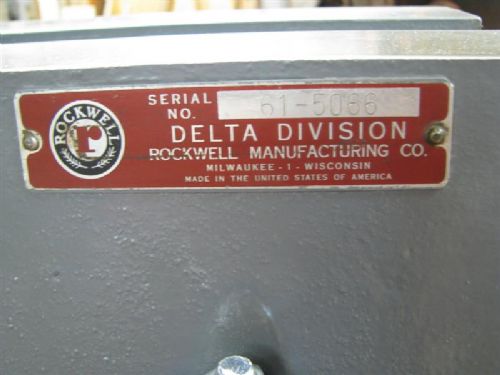 SERIAL NO. 61-5066
DELTA DIVISION
ROCKWELL MANUFACTURING CO.
MILWAUKEE - 1 - WISCONSIN
MADE IN THE UNITED STATES OF AMERICA
ROCKWELL
r